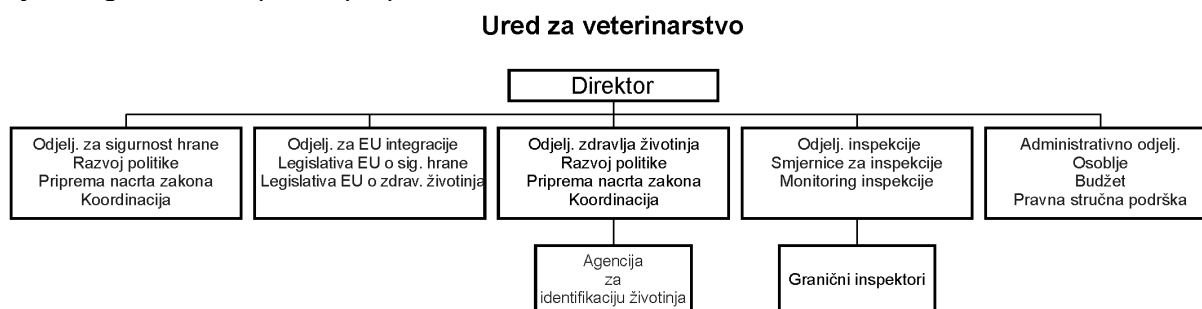 Ured za veterinarstvo
Direktor
Odjelj. za sigurnost hrane
Razvoj politike
Priprema nacrta zakona
Koordinacija
Odjelj. za EU integracije
Legislativa EU o sig. hrane
Legislativa EU o zdrav. životinja
Odjelj. zdravlja životinja
Razvoj politike
Priprema nacrta zakona
Koordinacija
Odjelj. inspekcije
Smjernice za inspekcije
Monitoring inspekcije
Administrativno odjelj.
Osoblje
Budžet
Pravna stručna podrška
Agencija
za
identifikaciju životinja
Granični inspektori